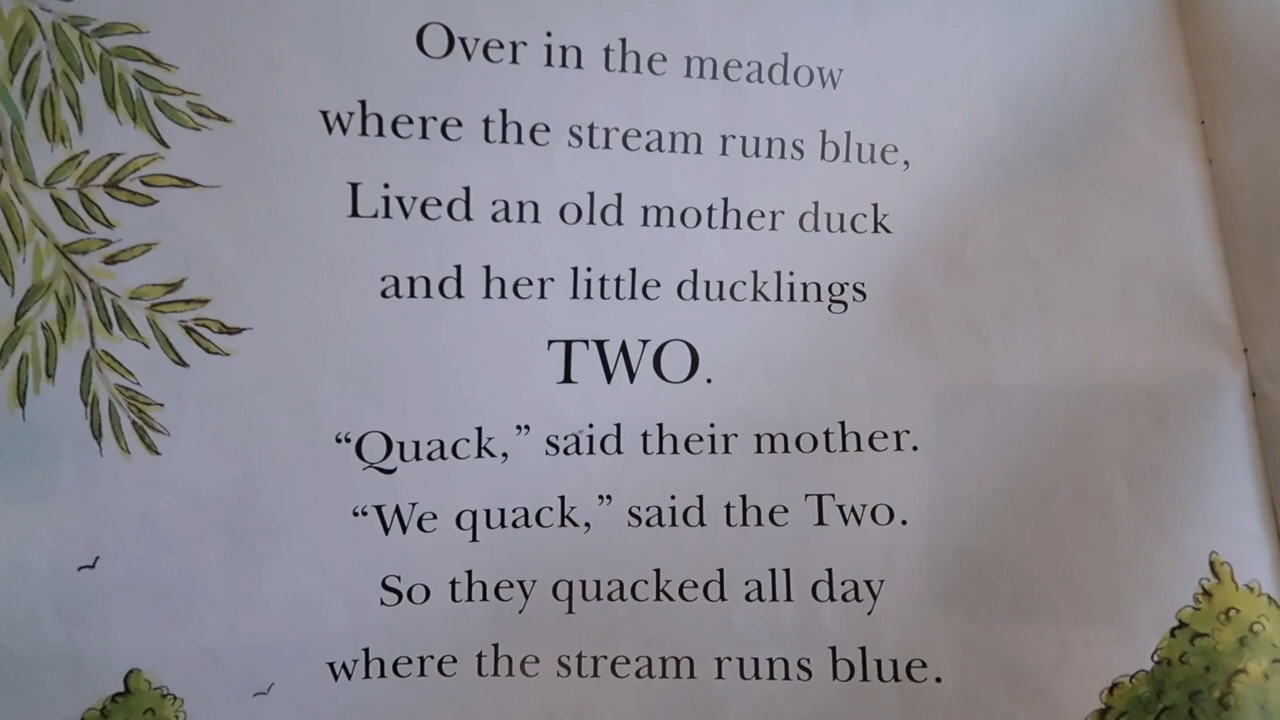 Over in the meadow
where the stream runs blue,
Lived an old mother duck
and her little ducklings
TWO.
“Quack,” said their mother.
“We quack,” said the Two.
So they quacked all day
where the stream runs blue.